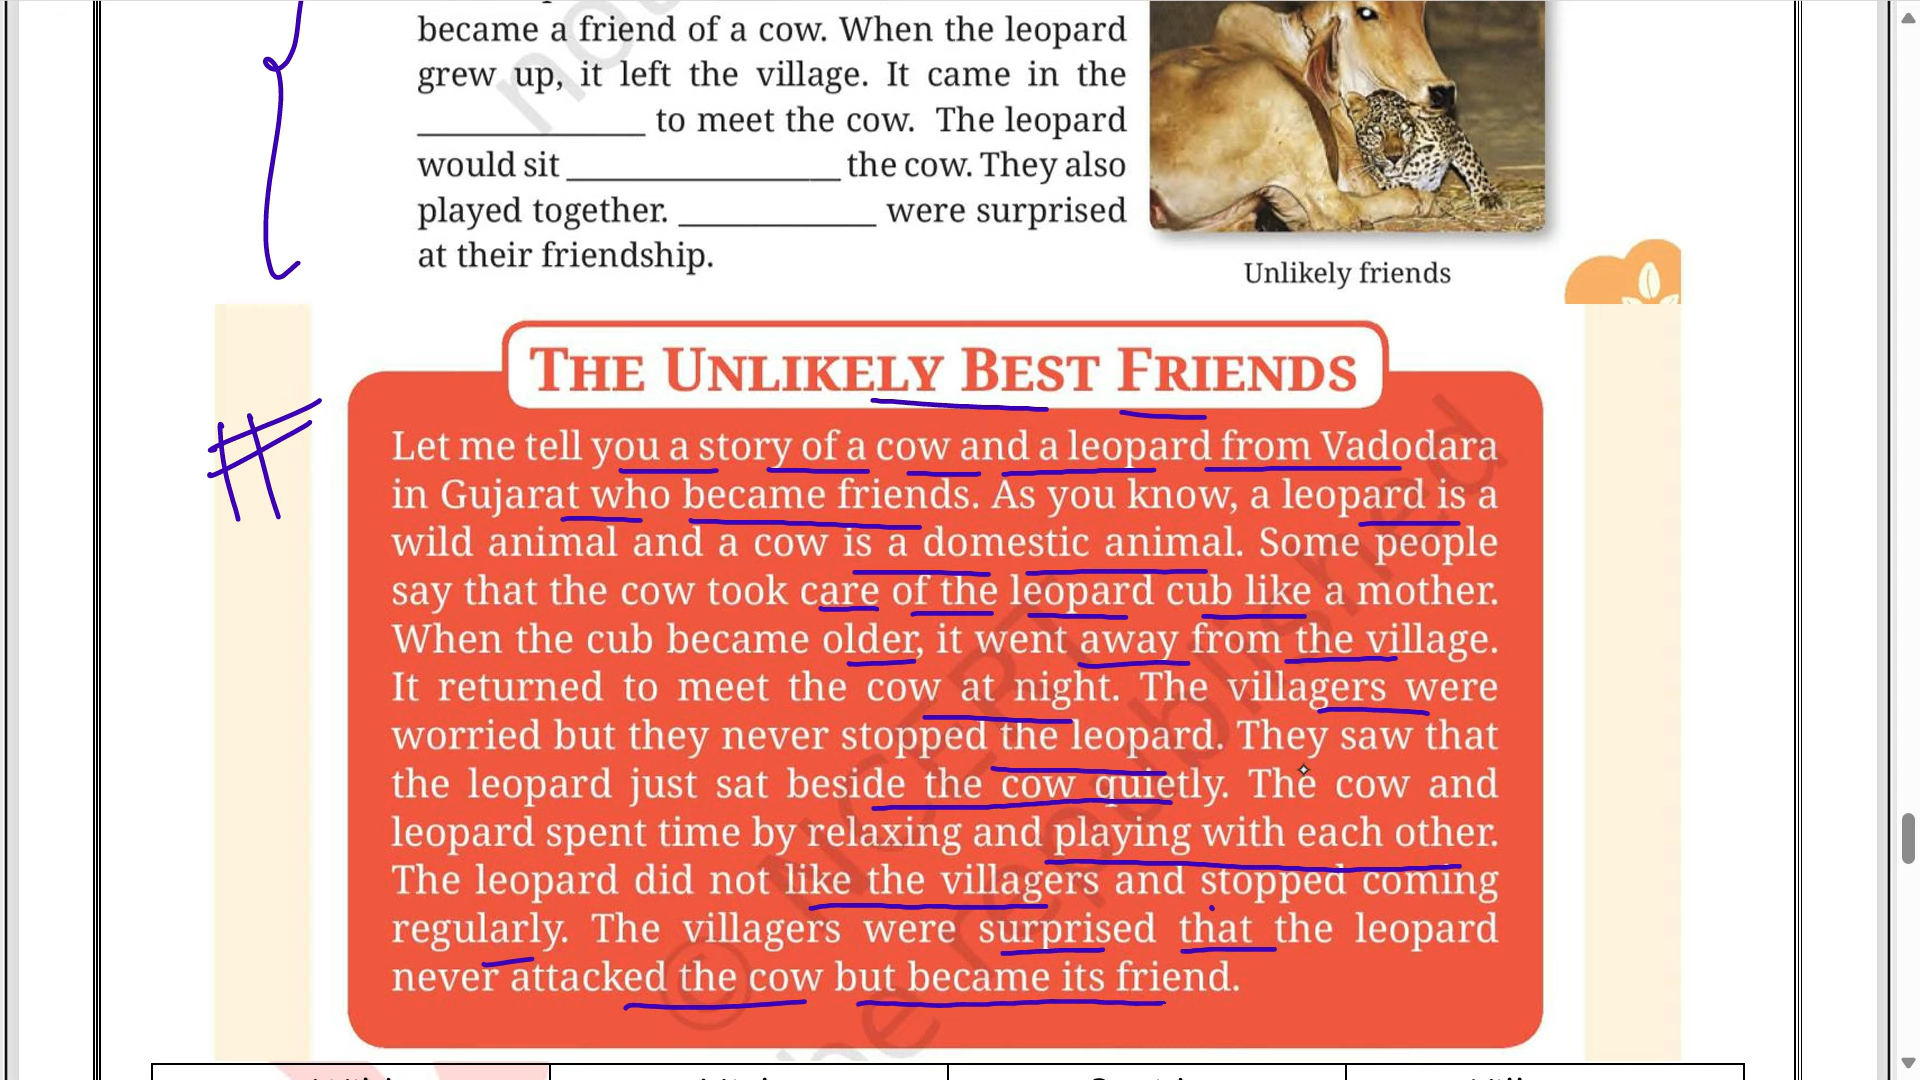 became a friend of a cow. When the leopard
grew up, it left the village. It came in the
_______________ to meet the cow. The leopard
would sit __________________ the cow. They also
played together. _____________ were surprised
at their friendship.
Unlikely friends
THE UNLIKELY BEST FRIENDS
Let me tell you a story of a cow and a leopard from Vadodara
in Gujarat who became friends. As you know, a leopard is a
wild animal and a cow is a domestic animal. Some people
say that the cow took care of the leopard cub like a mother.
When the cub became older, it went away from the village.
It returned to meet the cow at night. The villagers were
worried but they never stopped the leopard. They saw that
the leopard just sat beside the cow quietly. The cow and
leopard spent time by relaxing and playing with each other.
The leopard did not like the villagers and stopped coming
regularly. The villagers were surprised that the leopard
never attacked the cow but became its friend.
© NCERT
be republished